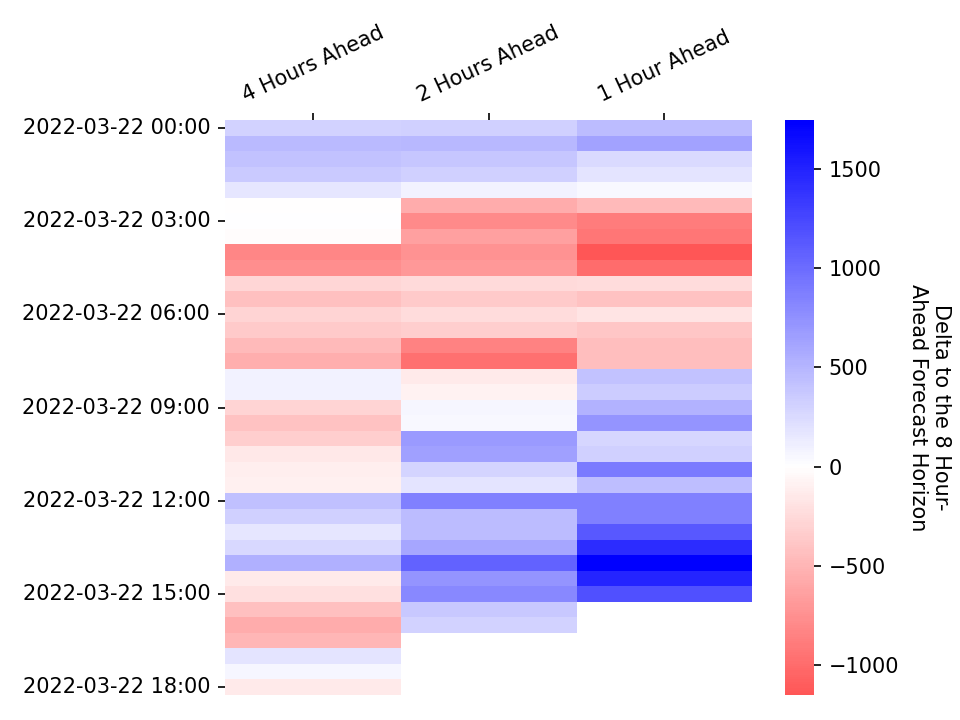 4 Hours Ahead
2 Hours Ahead
1 Hour Ahead
2022-03-22 00:00
2022-03-22 03:00
2022-03-22 06:00
2022-03-22 09:00
2022-03-22 12:00
2022-03-22 15:00
2022-03-22 18:00
1500
1000
500
0
−500
−1000
Delta to the 8 Hour-
Ahead Forecast Horizon